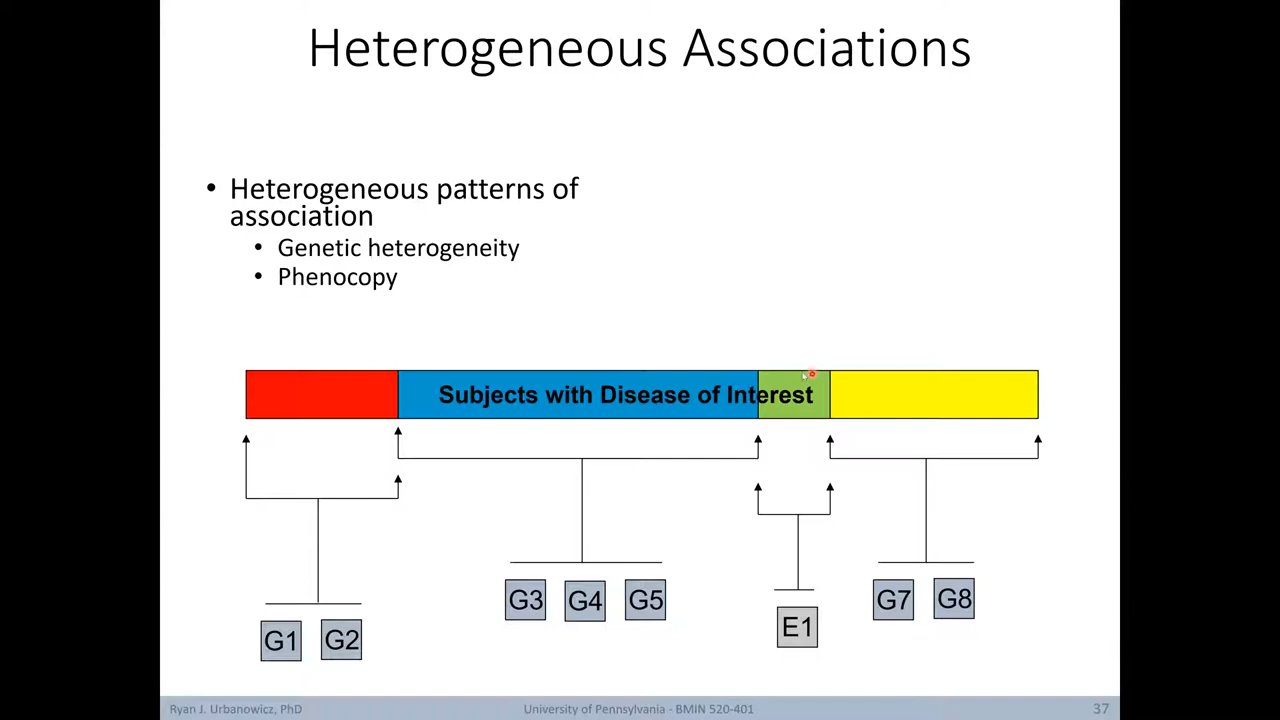 Heterogeneous Associations
• Heterogeneous patterns of
association
• Genetic heterogeneity
• Phenocopy
Subjects with Disease of Interest
G3 G4 G5 G7 G8
E1
G1 G2
Ryan J. Urbanowicz, PhD University of Pennsylvania - BMIN 520-401 37